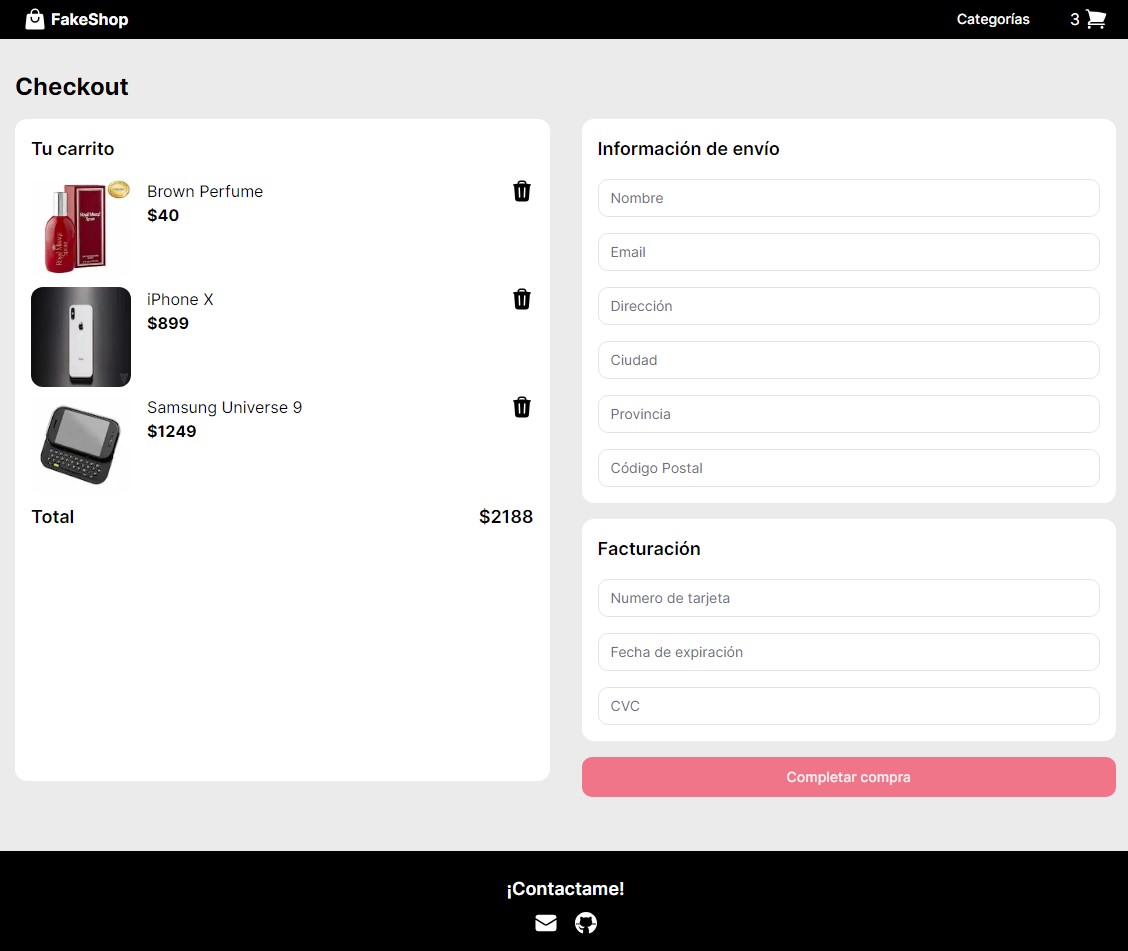 FakeShop
Categorías
3
Checkout
Tu carrito
Brown Perfume
$40
iPhone X
$899
Samsung Universe 9
$1249
Total
$2188
Información de envío
Nombre
Email
Dirección
Ciudad
Provincia
Código Postal
Facturación
Numero de tarjeta
Fecha de expiración
CVC
Completar compra
¡Contactame!